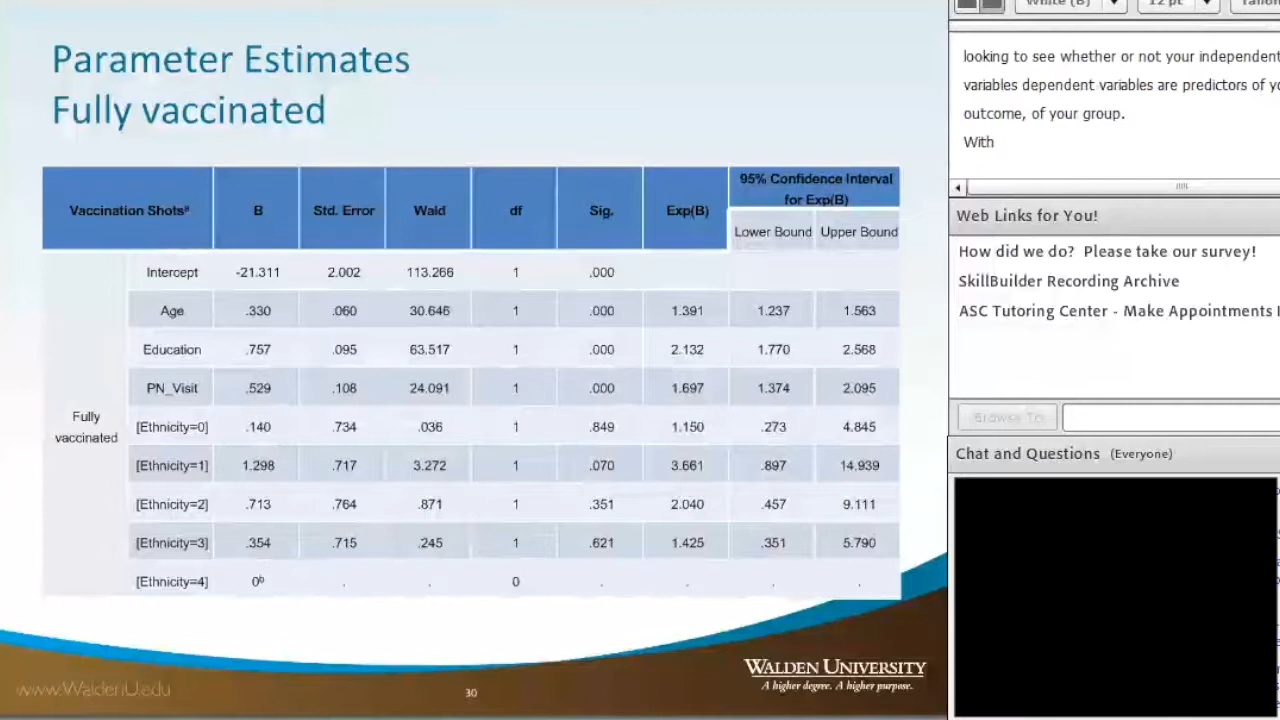 Parameter Estimates
Fully vaccinated
Vaccination Shotsᵃ B Std. Error Wald df Sig. Exp(B) 95% Confidence Interval for Exp(B)
Lower Bound Upper Bound
Fully vaccinated
Intercept -21.311 2.002 113.266 1 .000
Age .330 .060 30.646 1 .000 1.391 1.237 1.563
Education .757 .095 63.517 1 .000 2.132 1.770 2.568
PN_Visit .529 .108 24.091 1 .000 1.697 1.374 2.095
[Ethnicity=0] .140 .734 .036 1 .849 1.150 .273 4.845
[Ethnicity=1] 1.298 .717 3.272 1 .070 3.661 .897 14.939
[Ethnicity=2] .713 .764 .871 1 .351 2.040 .457 9.111
[Ethnicity=3] .354 .715 .245 1 .621 1.425 .351 5.790
[Ethnicity=4] 0ᵇ . . 0 . . . .
www.WaldenU.edu
30
WALDEN UNIVERSITY
A higher degree. A higher purpose.
White (B) 12 pt
looking to see whether or not your independent
variables dependent variables are predictors of
outcome, of your group.
With
Web Links for You!
How did we do? Please take our survey!
SkillBuilder Recording Archive
ASC Tutoring Center - Make Appointments
Browse To
Chat and Questions (Everyone)